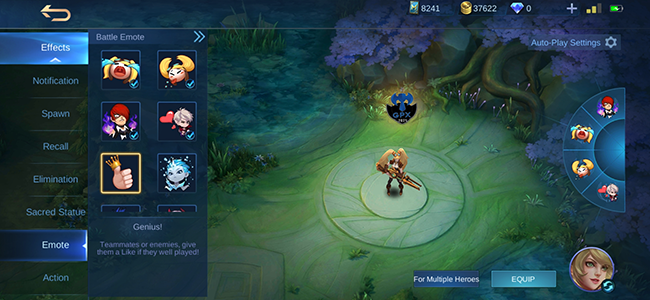 8241
37622
0
Effects
Battle Emote
Auto-Play Settings
Notification
Spawn
Recall
Elimination
Sacred Statue
Emote
Action
GPX
Genius!
Teammates or enemies, give
them a Like if they well played!
For Multiple Heroes
EQUIP